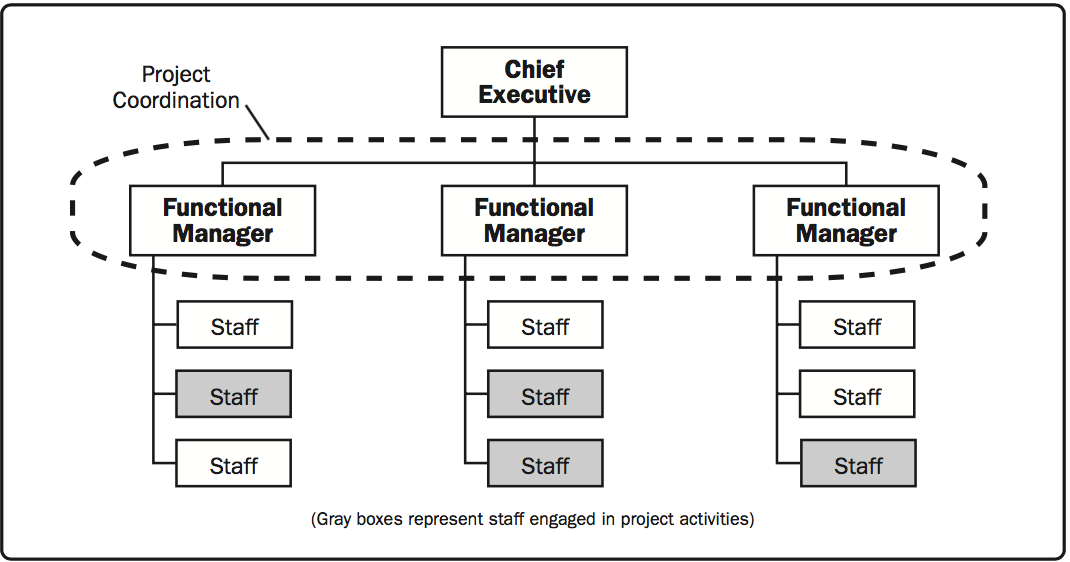 Project
Coordination
Chief
Executive
Functional
Manager
Functional
Manager
Functional
Manager
Staff
Staff
Staff
Staff
Staff
Staff
Staff
Staff
Staff
(Gray boxes represent staff engaged in project activities)